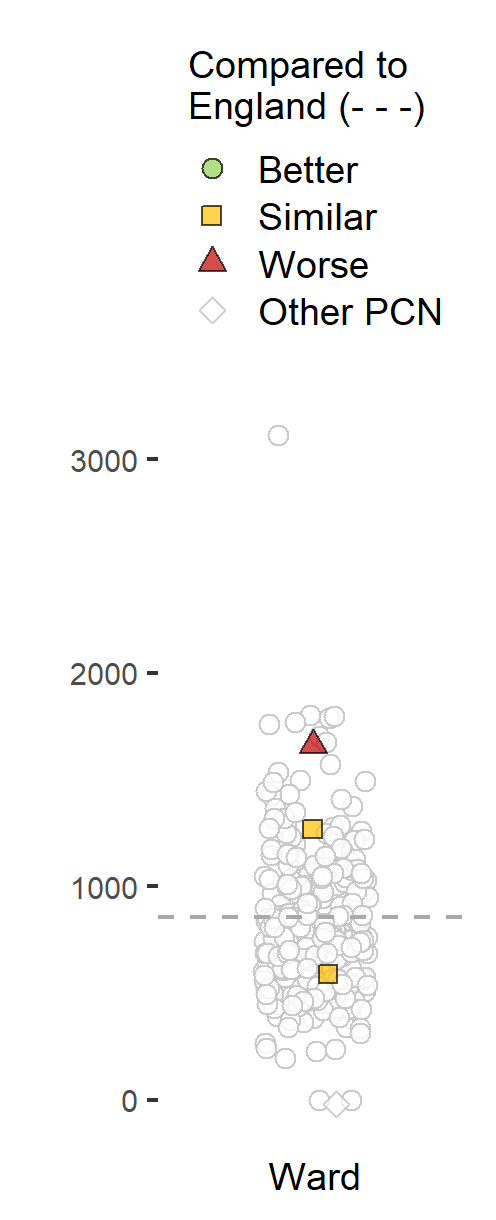 Compared to
England (- - -)
Better
Similar
Worse
Other PCN
3000
2000
1000
0
Ward